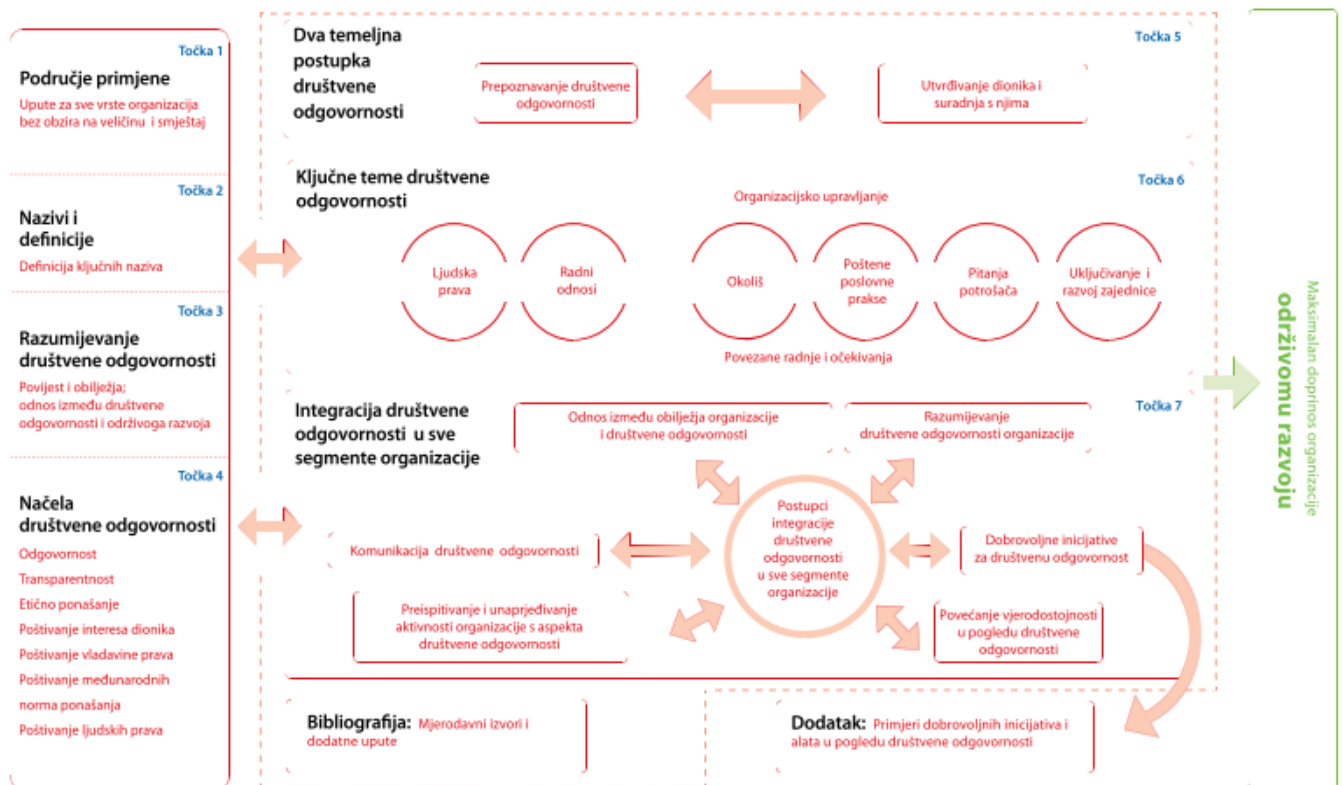 Točka 1
Područje primjene
Upute za sve vrste organizacija
bez obzira na veličinu i smještaj
Točka 2
Nazivi i
definicije
Definicija ključnih naziva
Točka 3
Razumijevanje
društvene odgovornosti
Povijest i obilježja;
odnos između društvene
odgovornosti i održivoga razvoja
Točka 4
Načela
društvene odgovornosti
Odgovornost
Transparentnost
Etično ponašanje
Poštivanje interesa dionika
Poštivanje vladavine prava
Poštivanje međunarodnih
norma ponašanja
Poštivanje ljudskih prava
Dva temeljna
postupka
društvene
odgovornosti
Točka 5
Prepoznavanje društvene
odgovornosti
Utvrđivanje dionika i
suradnja s njima
Ključne teme društvene
odgovornosti
Točka 6
Organizacijsko upravljanje
Ljudska
prava
Radni
odnosi
Okoliš
Poštene
poslovne
prakse
Pitanja
potrošača
Uključivanje i
razvoj zajednice
Povezane radnje i očekivanja
Integracija društvene
odgovornosti u sve
segmente organizacije
Točka 7
Odnos između obilježja organizacije
i društvene odgovornosti
Razumijevanje
društvene odgovornosti organizacije
Postupci
integracije
društvene
odgovornosti
u sve segmente
organizacije
Komunikacija društvene odgovornosti
Dobrovoljne inicijative
za društvenu odgovornost
Preispitivanje i unaprjeđivanje
aktivnosti organizacije s aspekta
društvene odgovornosti
Povećanje vjerodostojnosti
u pogledu društvene
odgovornosti
Bibliografija: Mjerodavni izvori i
dodatne upute
Dodatak: Primjeri dobrovoljnih inicijativa i
alata u pogledu društvene odgovornosti
Maksimalan doprinos organizacije
održivomu razvoju